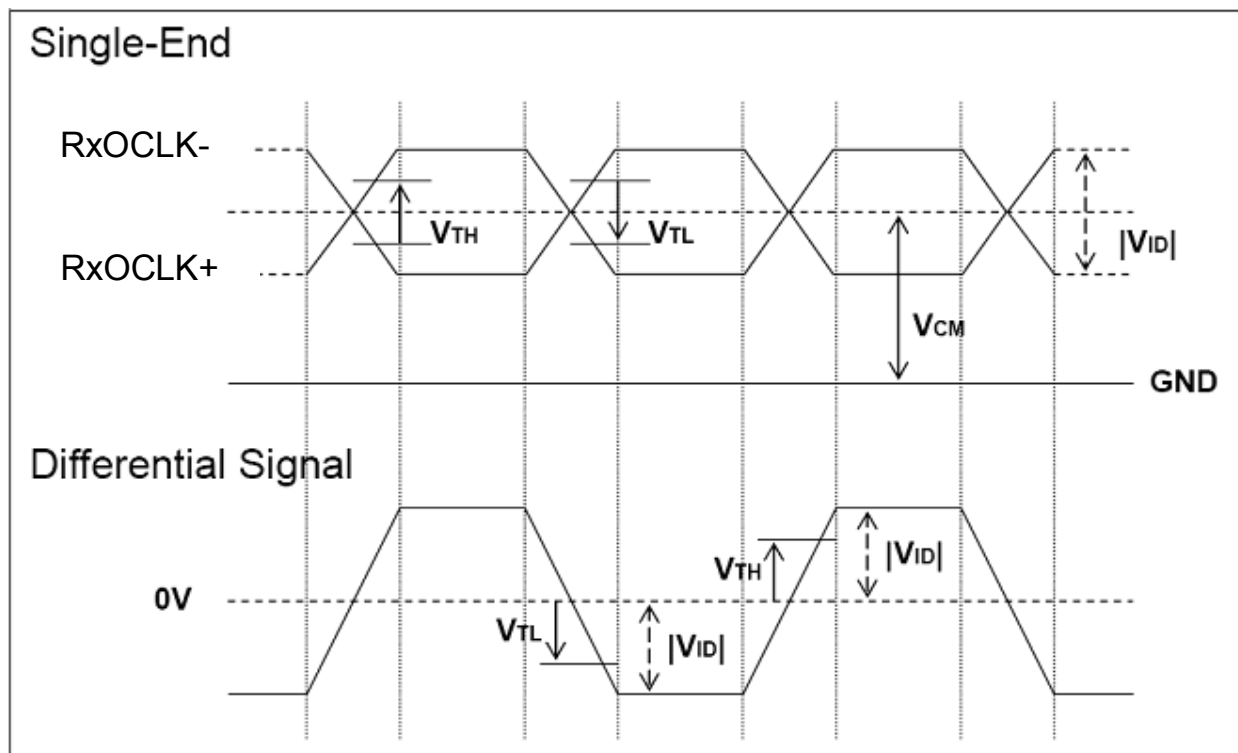 Single-End
RxOCLK-
VTH
VTL
RxOCLK+
|VID|
VCM
GND
Differential Signal
VTH
|VID|
0V
VTL
|VID|